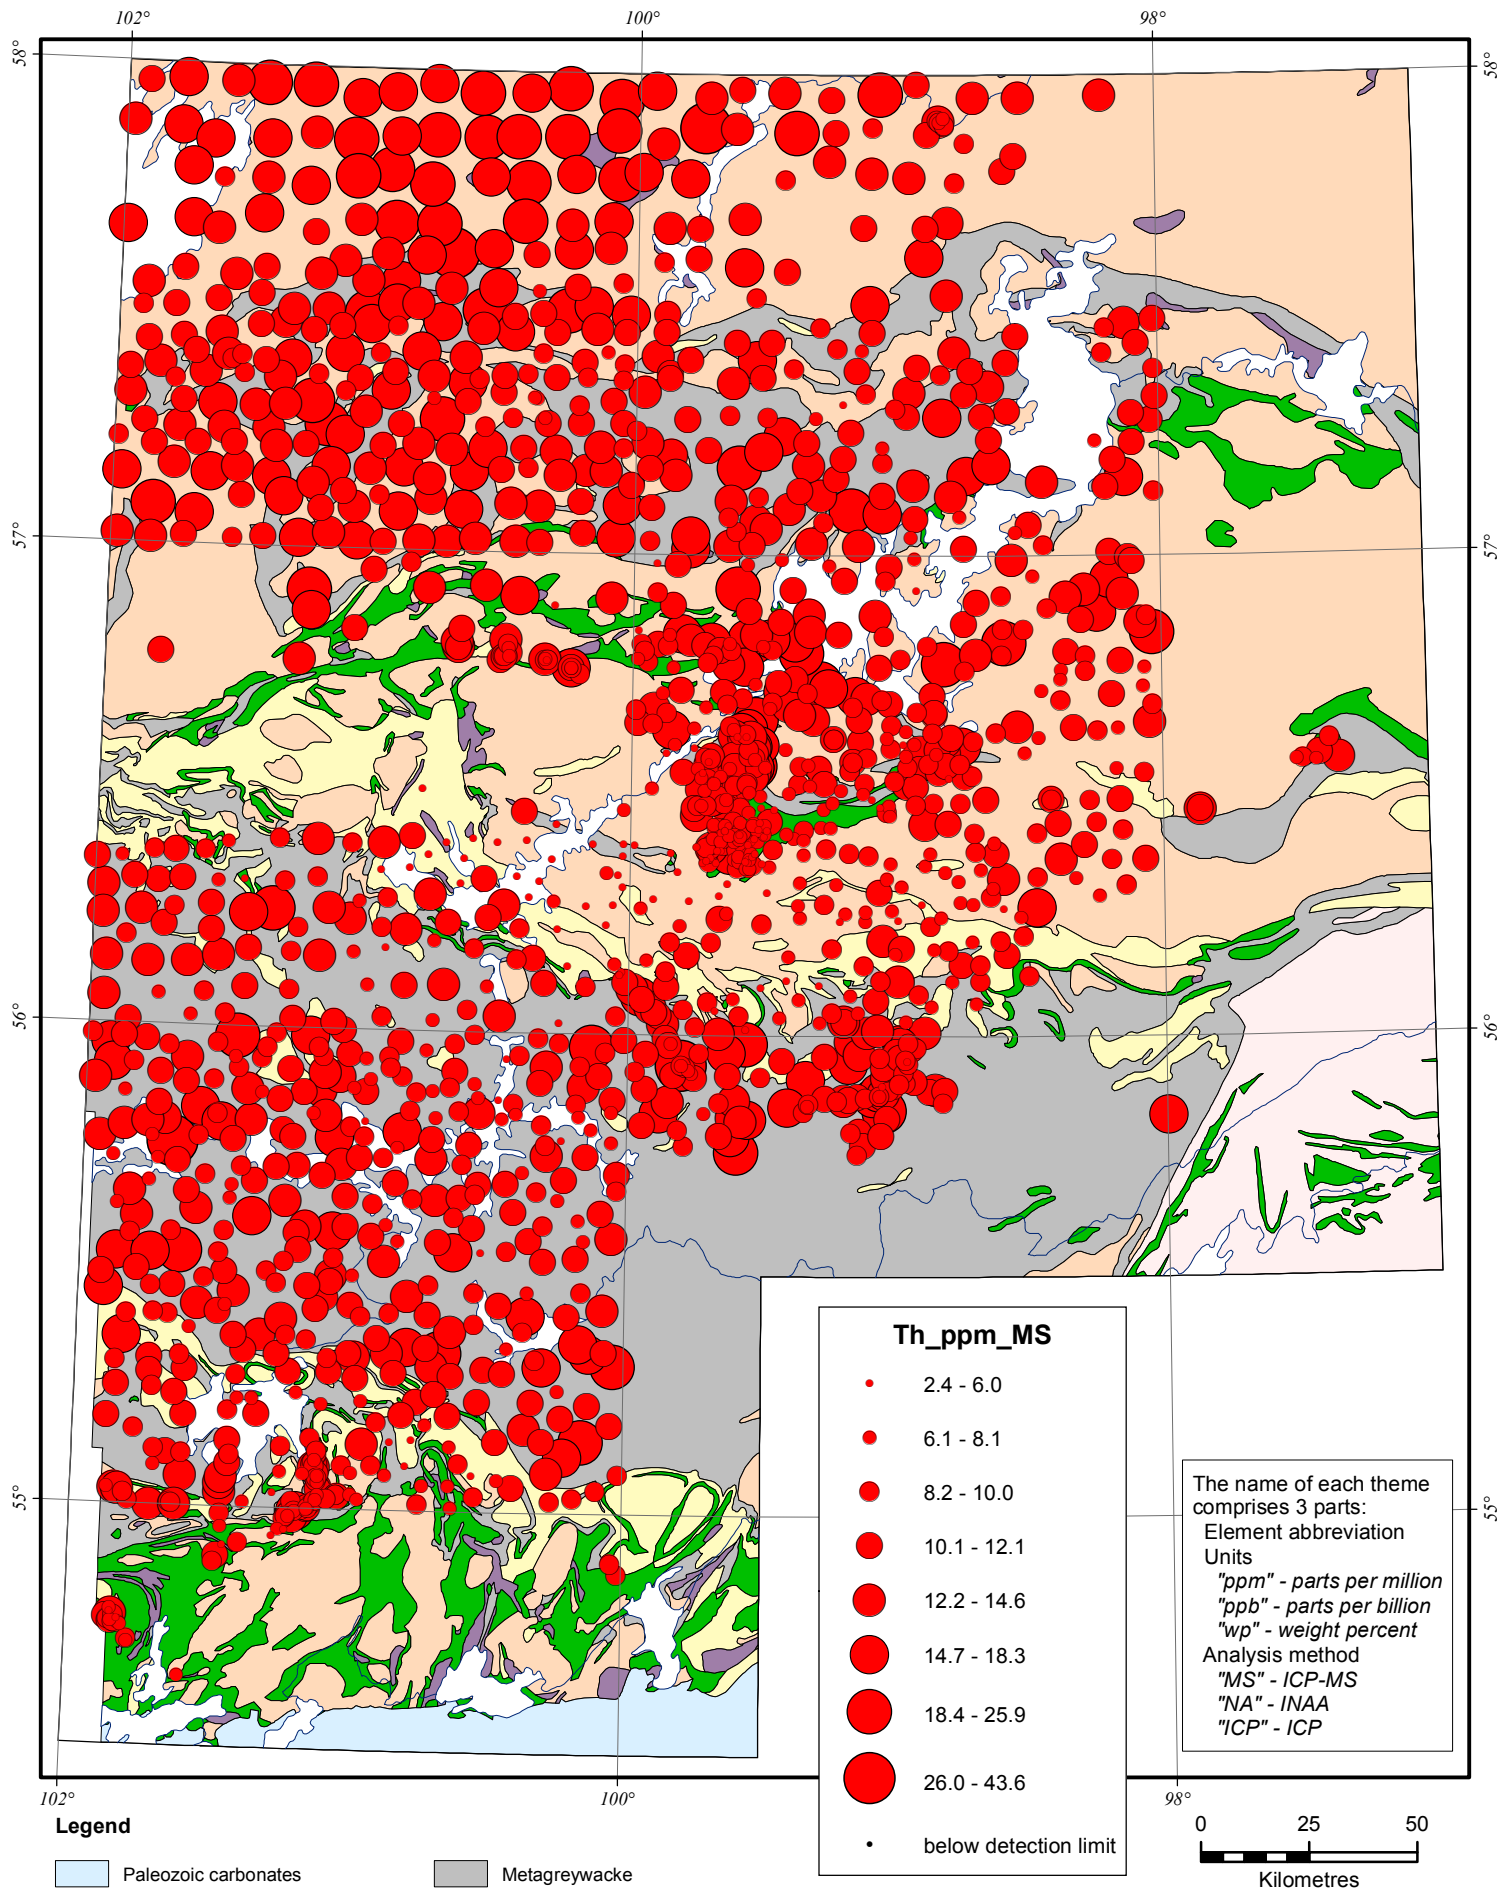 102°
100°
98°
58°
58°
57°
57°
56°
56°
55°
55°
Th_ppm_MS
2.4 - 6.0
6.1 - 8.1
8.2 - 10.0
10.1 - 12.1
12.2 - 14.6
14.7 - 18.3
18.4 - 25.9
26.0 - 43.6
below detection limit
The name of each theme
comprises 3 parts:
Element abbreviation
Units
"ppm" - parts per million
"ppb" - parts per billion
"wp" - weight percent
Analysis method
"MS" - ICP-MS
"NA" - INAA
"ICP" - ICP
102°
100°
98°
Legend
Paleozoic carbonates
Metagreywacke
0 25 50
Kilometres